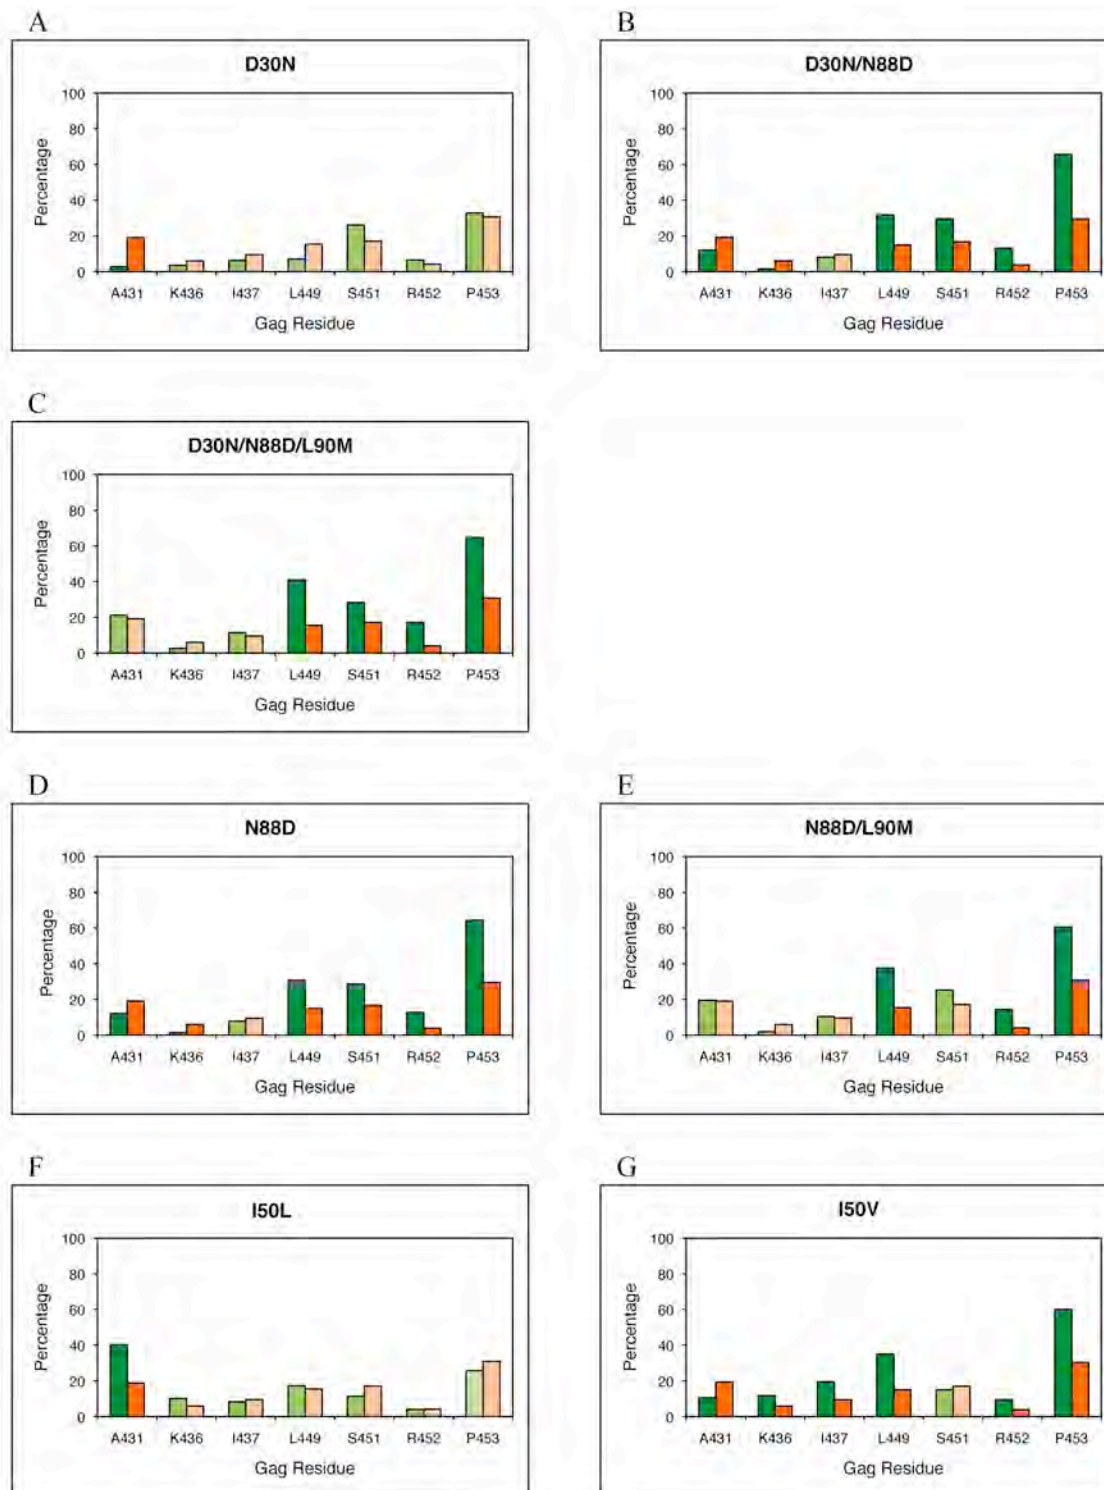 A
D30N
Percentage
100
80
60
40
20
0
A431 K436 I437 L449 S451 R452 P453
Gag Residue
B
D30N/N88D
Percentage
100
80
60
40
20
0
A431 K436 I437 L449 S451 R452 P453
Gag Residue
C
D30N/N88D/L90M
Percentage
100
80
60
40
20
0
A431 K436 I437 L449 S451 R452 P453
Gag Residue
D
N88D
Percentage
100
80
60
40
20
0
A431 K436 I437 L449 S451 R452 P453
Gag Residue
E
N88D/L90M
Percentage
100
80
60
40
20
0
A431 K436 I437 L449 S451 R452 P453
Gag Residue
F
I50L
Percentage
100
80
60
40
20
0
A431 K436 I437 L449 S451 R452 P453
Gag Residue
G
I50V
Percentage
100
80
60
40
20
0
A431 K436 I437 L449 S451 R452 P453
Gag Residue